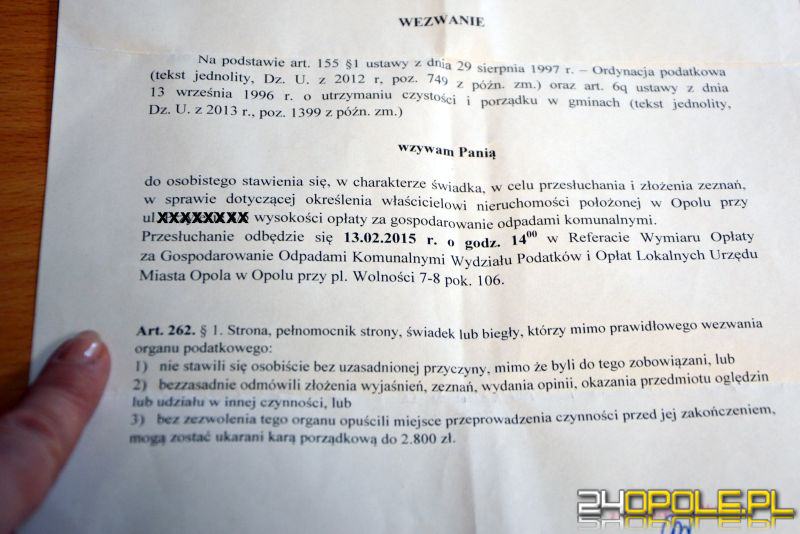 WEZWANIE
Na podstawie art. 155 §1 ustawy z dnia 29 sierpnia 1997 r. – Ordynacja podatkowa
(tekst jednolity, Dz. U. z 2012 r, poz. 749 z późn. zm.) oraz art. 6q ustawy z dnia
13 września 1996 r. o utrzymaniu czystości i porządku w gminach (tekst jednolity,
Dz. U. z 2013 r., poz. 1399 z późn. zm.)
wzywam Panią
do osobistego stawienia się, w charakterze świadka, w celu przesłuchania i złożenia zeznań,
w sprawie dotyczącej określenia właścicielowi nieruchomości położonej w Opolu przy
ul XXXXXXXX wysokości opłaty za gospodarowanie odpadami komunalnymi.
Przesłuchanie odbędzie się 13.02.2015 r. o godz. 14⁰⁰ w Referacie Wymiaru Opłaty
za Gospodarowanie Odpadami Komunalnymi Wydziału Podatków i Opłat Lokalnych Urzędu
Miasta Opola w Opolu przy pl. Wolności 7-8 pok. 106.
Art. 262. § 1. Strona, pełnomocnik strony, świadek lub biegły, którzy mimo prawidłowego wezwania
organu podatkowego:
1) nie stawili się osobiście bez uzasadnionej przyczyny, mimo że byli do tego zobowiązani, lub
2) bezzasadnie odmówili złożenia wyjaśnień, zeznań, wydania opinii, okazania przedmiotu oględzin
lub udziału w innej czynności, lub
3) bez zezwolenia tego organu opuścili miejsce przeprowadzenia czynności przed jej zakończeniem,
mogą zostać ukarani karą porządkową do 2.800 zł.
24OPOLE.PL